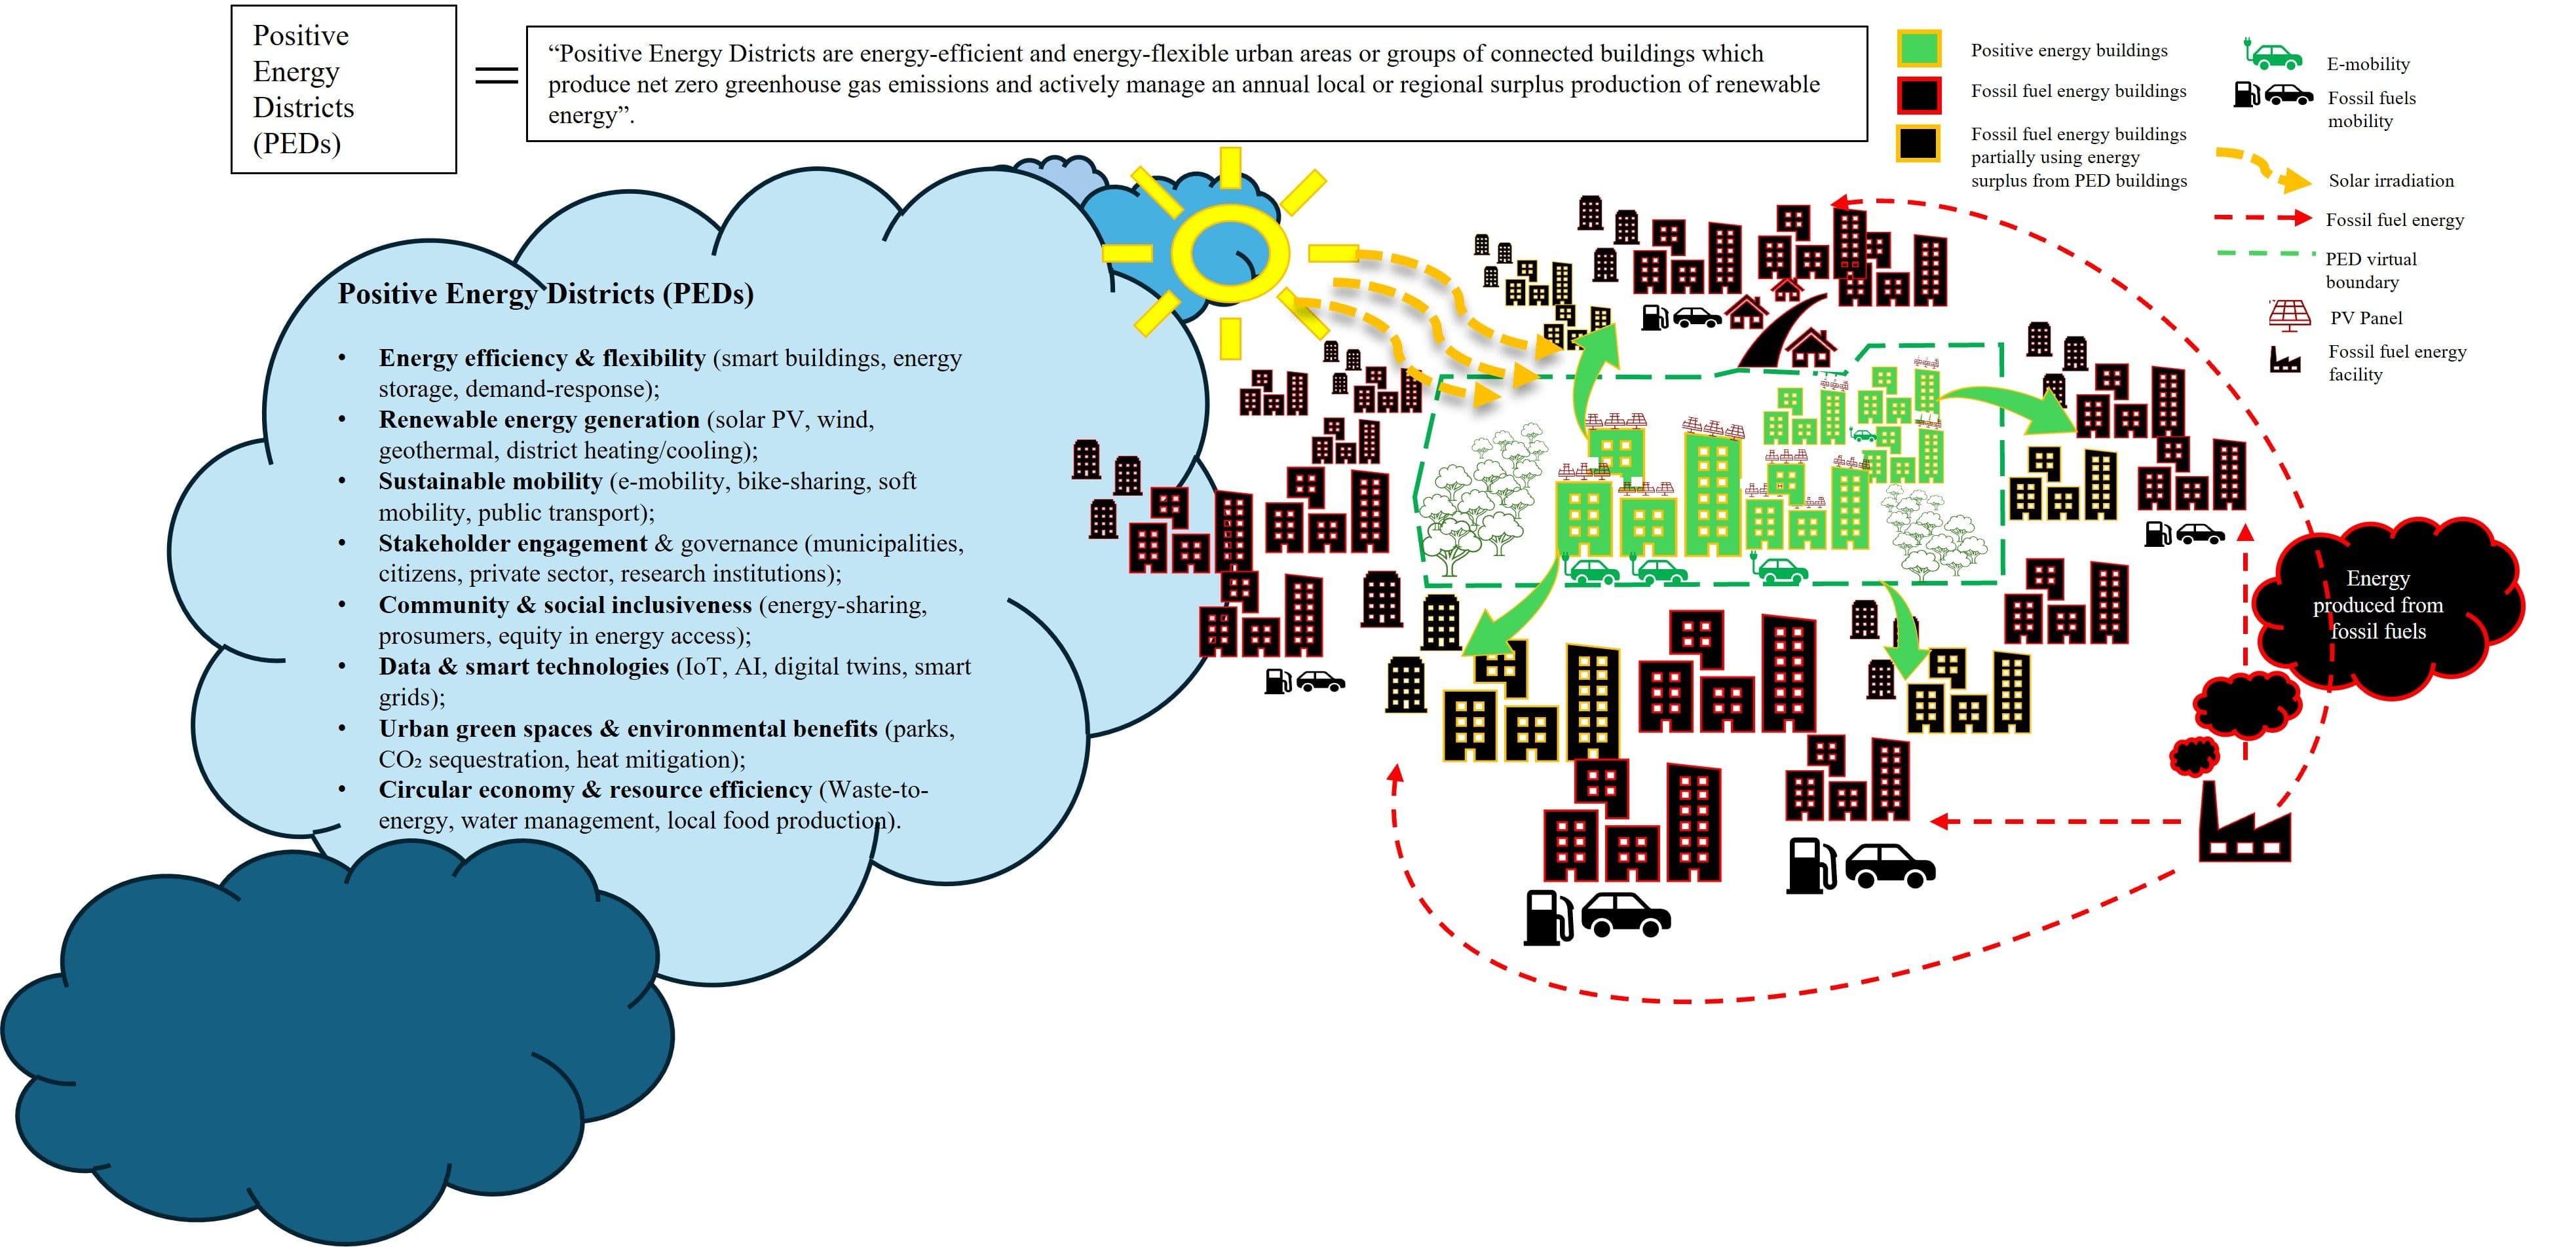 Positive
Energy
Districts
(PEDs)
=
“Positive Energy Districts are energy-efficient and energy-flexible urban areas or groups of connected buildings which
produce net zero greenhouse gas emissions and actively manage an annual local or regional surplus production of renewable
energy”.
Positive energy buildings
Fossil fuel energy buildings
Fossil fuel energy buildings
partially using energy
surplus from PED buildings
E-mobility
Fossil fuels
mobility
Solar irradiation
Fossil fuel energy
PED virtual
boundary
PV Panel
Fossil fuel energy
facility
Positive Energy Districts (PEDs)
• Energy efficiency & flexibility (smart buildings, energy
storage, demand-response);
• Renewable energy generation (solar PV, wind,
geothermal, district heating/cooling);
• Sustainable mobility (e-mobility, bike-sharing, soft
mobility, public transport);
• Stakeholder engagement & governance (municipalities,
citizens, private sector, research institutions);
• Community & social inclusiveness (energy-sharing,
prosumers, equity in energy access);
• Data & smart technologies (IoT, AI, digital twins, smart
grids);
• Urban green spaces & environmental benefits (parks,
CO₂ sequestration, heat mitigation);
• Circular economy & resource efficiency (Waste-to-
energy, water management, local food production).
Energy
produced from
fossil fuels